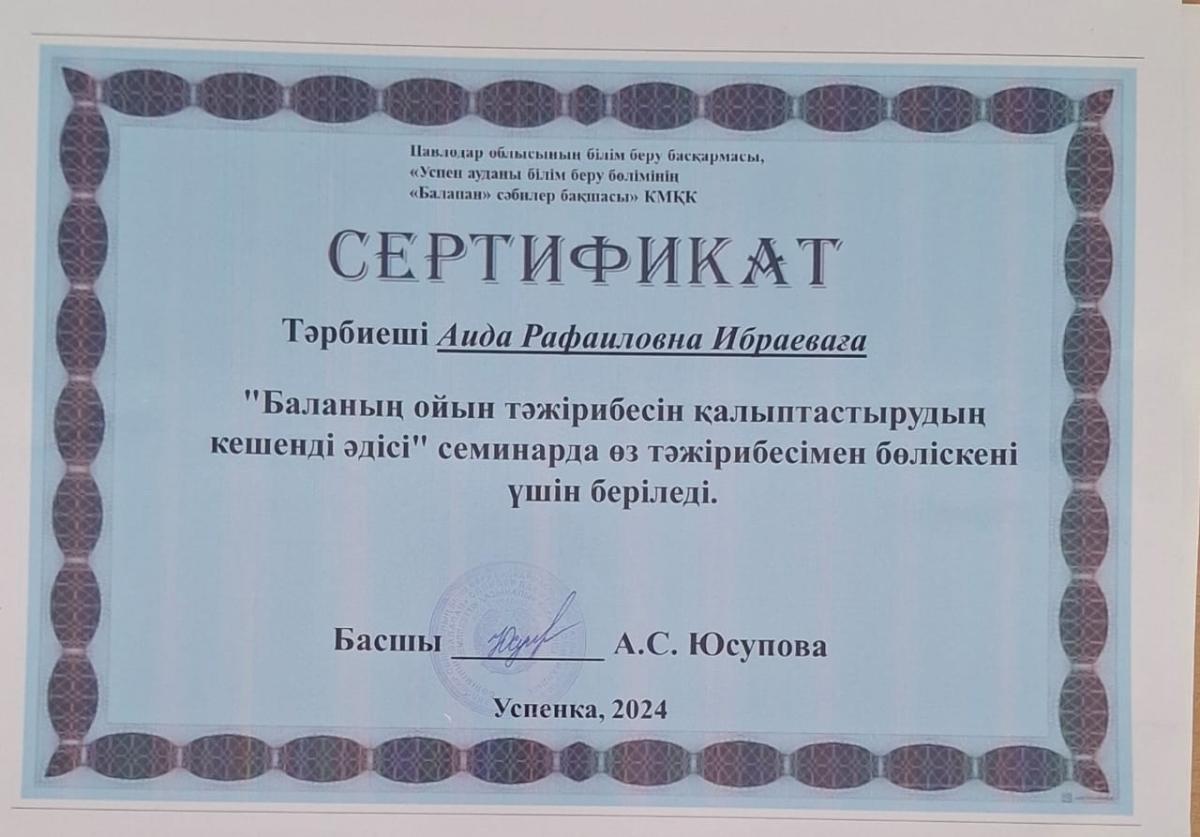 Павлодар облысының білім беру басқармасы,
«Успен ауданы білім беру бөлімінің
«Балапан» сәбилер бақшасы» КМҚК
СЕРТИФИКАТ
Тәрбиеші Аида Рафаиловна Ибраеваға
"Баланың ойын тәжірибесін қалыптастырудың
кешенді әдісі" семинарда өз тәжірибесімен бөліскені
үшін беріледі.
Басшы ____________ А.С. Юсупова
Успенка, 2024